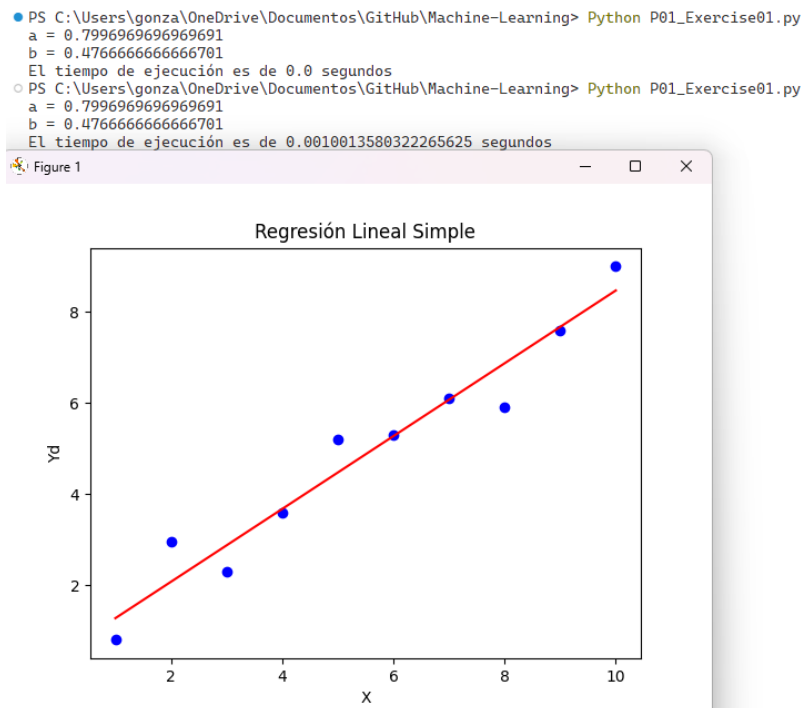 PS C:\Users\gonza\OneDrive\Documentos\GitHub\Machine-Learning> Python P01_Exercise01.py
a = 0.7996969696969691
b = 0.4766666666666701
El tiempo de ejecución es de 0.0 segundos
PS C:\Users\gonza\OneDrive\Documentos\GitHub\Machine-Learning> Python P01_Exercise01.py
a = 0.7996969696969691
b = 0.4766666666666701
El tiempo de ejecución es de 0.0010013580322265625 segundos
Figure 1
Regresión Lineal Simple
8
6
Yd
4
2
2 4 6 8 10
X